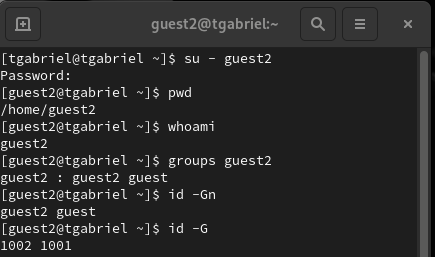 guest2@tgabriel:~
[tgabriel@tgabriel ~]$ su - guest2
Password:
[guest2@tgabriel ~]$ pwd
/home/guest2
[guest2@tgabriel ~]$ whoami
guest2
[guest2@tgabriel ~]$ groups guest2
guest2 : guest2 guest
[guest2@tgabriel ~]$ id -Gn
guest2 guest
[guest2@tgabriel ~]$ id -G
1002 1001